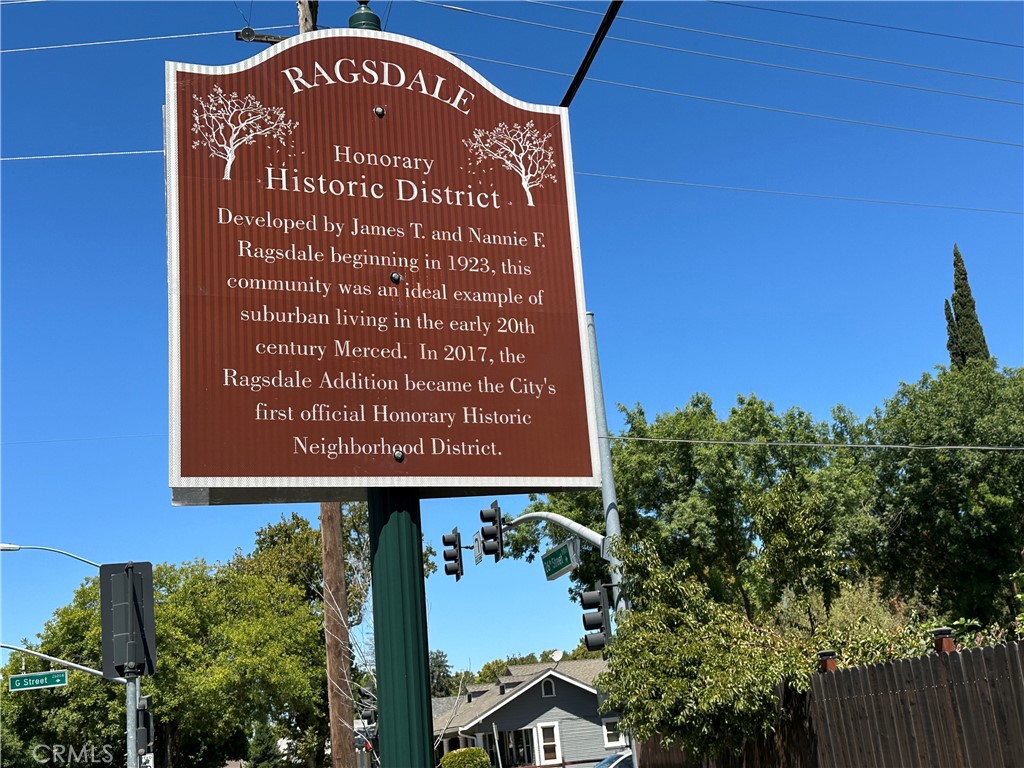 RAGSDALE
Honorary
Historic District
Developed by James T. and Nannie F.
Ragsdale beginning in 1923, this
community was an ideal example of
suburban living in the early 20th
century Merced. In 2017, the
Ragsdale Addition became the City's
first official Honorary Historic
Neighborhood District.
G Street
CRMLS